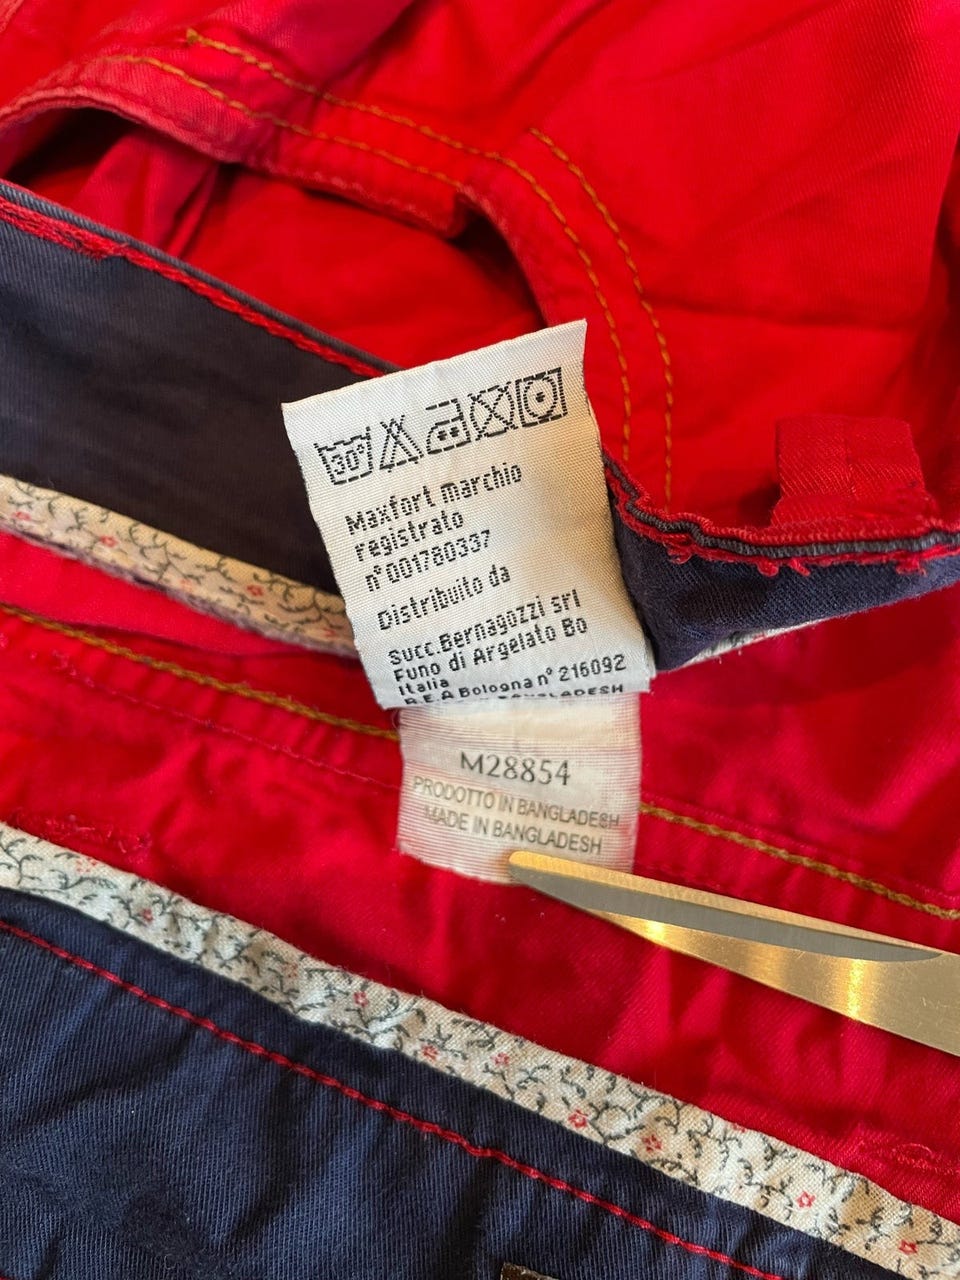 30°
Maxfort marchio
registrato
n°001780337
Distribuito da
Succ.Bernagozzi srl
Funo di Argelato Bo
Italia
R.E.A Bologna n° 216092
BANGLADESH
M28854
PRODOTTO IN BANGLADESH
MADE IN BANGLADESH